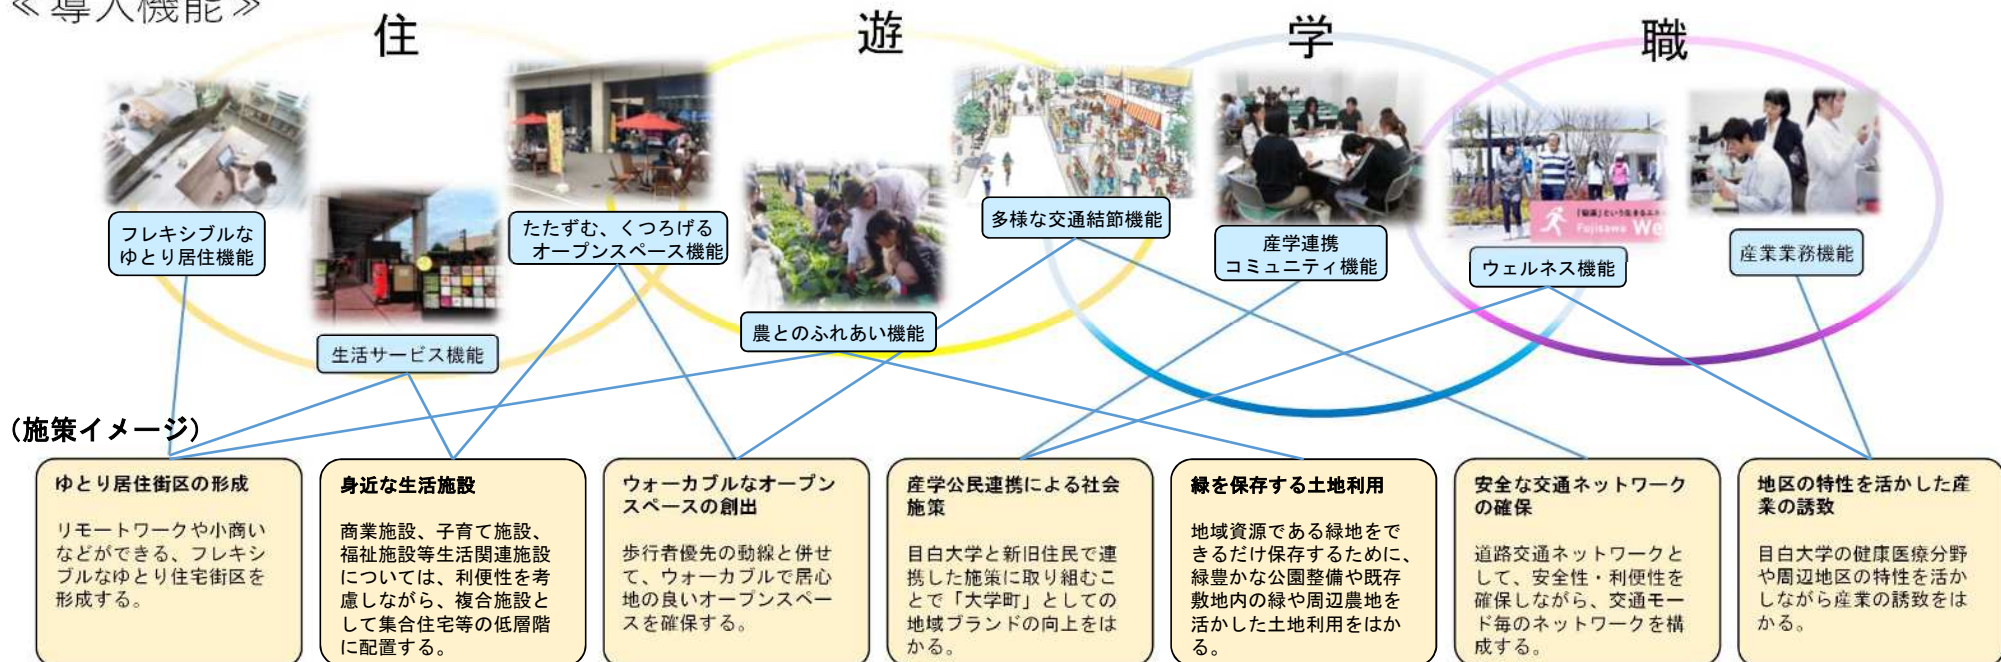 ≪導入機能≫
住
遊
学
職
フレキシブルな
ゆとり居住機能
生活サービス機能
たたずむ、くつろげる
オープンスペース機能
農とのふれあい機能
多様な交通結節機能
産学連携
コミュニティ機能
Fujisawa We
ウェルネス機能
産業業務機能
（施策イメージ）
ゆとり居住街区の形成
リモートワークや小商い
などができる、フレキシ
ブルなゆとり住宅街区を
形成する。
身近な生活施設
商業施設、子育て施設、
福祉施設等生活関連施設
については、利便性を考
慮しながら、複合施設と
して集合住宅等の低層階
に配置する。
ウォーカブルなオープン
スペースの創出
歩行者優先の動線と併せ
て、ウォーカブルで居心
地の良いオープンスペー
スを確保する。
産学公民連携による社会
施策
目白大学と新旧住民で連
携した施策に取り組むこ
とで「大学町」としての
地域ブランドの向上をは
かる。
緑を保存する土地利用
地域資源である緑地をで
きるだけ保存するために、
緑豊かな公園整備や既存
敷地内の緑や周辺農地を
活かした土地利用をはか
る。
安全な交通ネットワーク
の確保
道路交通ネットワークと
して、安全性・利便性を
確保しながら、交通モー
ド毎のネットワークを構
成する。
地区の特性を活かした産
業の誘致
目白大学の健康医療分野
や周辺地区の特性を活か
しながら産業の誘致をは
かる。